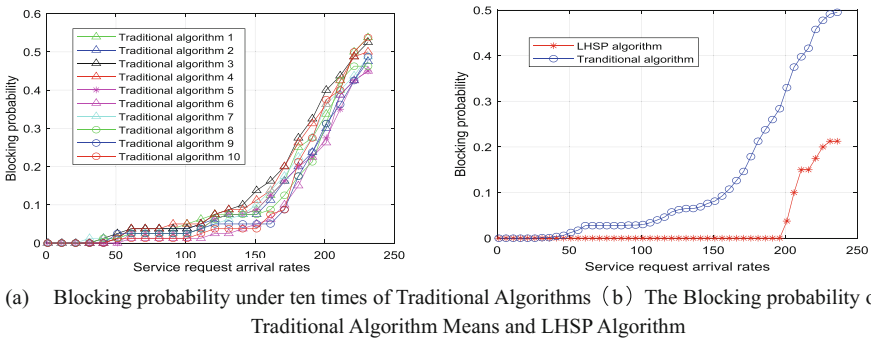 0.6
0.5
0.4
0.3
0.2
0.1
0
Blocking probability
Traditional algorithm 1
Traditional algorithm 2
Traditional algorithm 3
Traditional algorithm 4
Traditional algorithm 5
Traditional algorithm 6
Traditional algorithm 7
Traditional algorithm 8
Traditional algorithm 9
Traditional algorithm 10
0 50 100 150 200 250
Service request arrival rates
0.5
0.4
0.3
0.2
0.1
0
Blocking probability
LHSP algorithm
Tranditional algorithm
0 50 100 150 200 250
Service request arrival rates
(a) Blocking probability under ten times of Traditional Algorithms（b）The Blocking probability
Traditional Algorithm Means and LHSP Algorithm